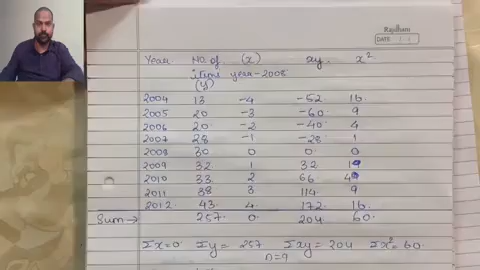 Rajdhani
DATE
Year No. of (x) xy x²
items year-2008
(y)
2004 13 -4 -52 16
2005 20 -3 -60 9
2006 20 -2 -40 4
2007 28 -1 -28 1
2008 30 0 0 0
2009 32 1 32 1
2010 33 2 66 4
2011 38 3 114 9
2012 43 4 172 16
Sum→ 257 0 204 60
Σx=0 Σy= 257 Σxy = 204 Σx²= 60
n=9